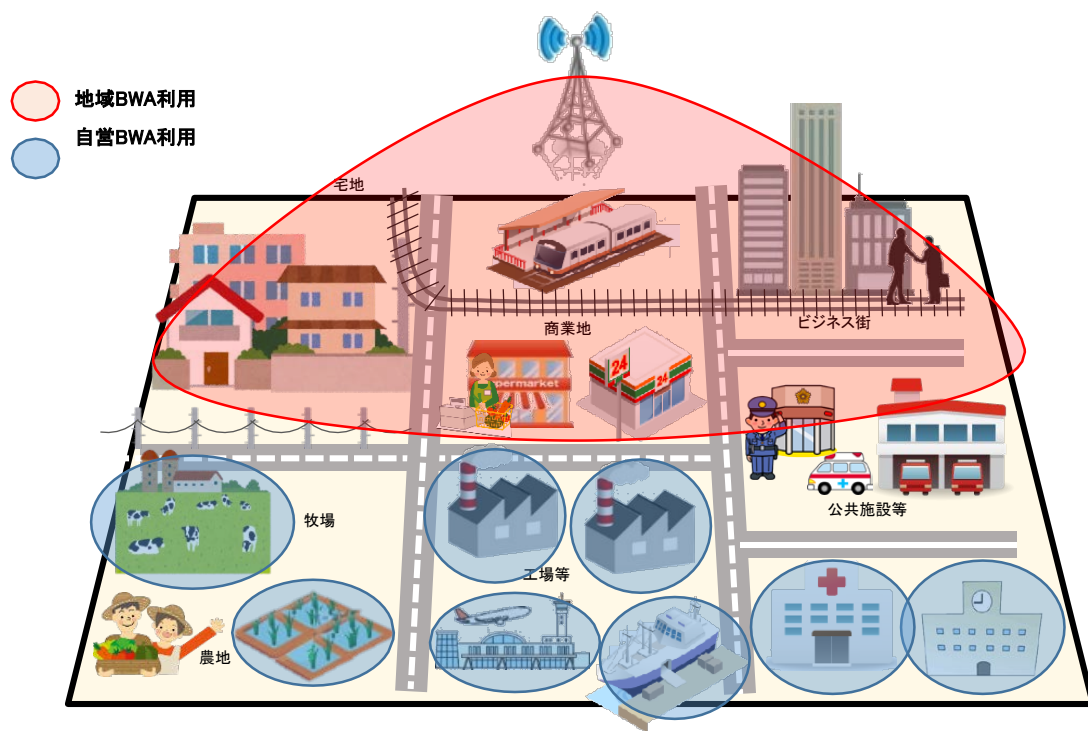 地域BWA利用
自営BWA利用
宅地
商業地
ビジネス街
permarket
24
24
牧場
公共施設等
工場等
農地